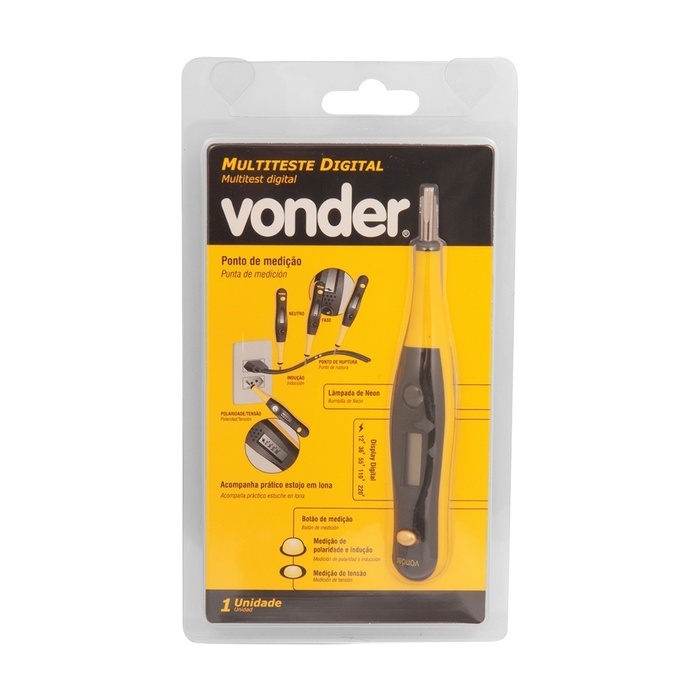 MULTITESTE DIGITAL
Multitest digital
vonder®
Ponto de medição
Punta de medición
NEUTRO
FASE
PONTO DE RUPTURA
Punto de ruptura
INDUÇÃO
Inducción
POLARIDADE/TENSÃO
Polaridad/Tensión
Lâmpada de Neon
Bombilla de Neón
Display Digital
12 36 55 110 220
Acompanha prático estojo em lona
Acompaña práctico estuche en lona
Botão de medição
Botón de medición
Medição de
polaridade e indução
Medición de polaridad e inducción
Medição de tensão
Medición de tensión
vonder
1 Unidade
Unidad